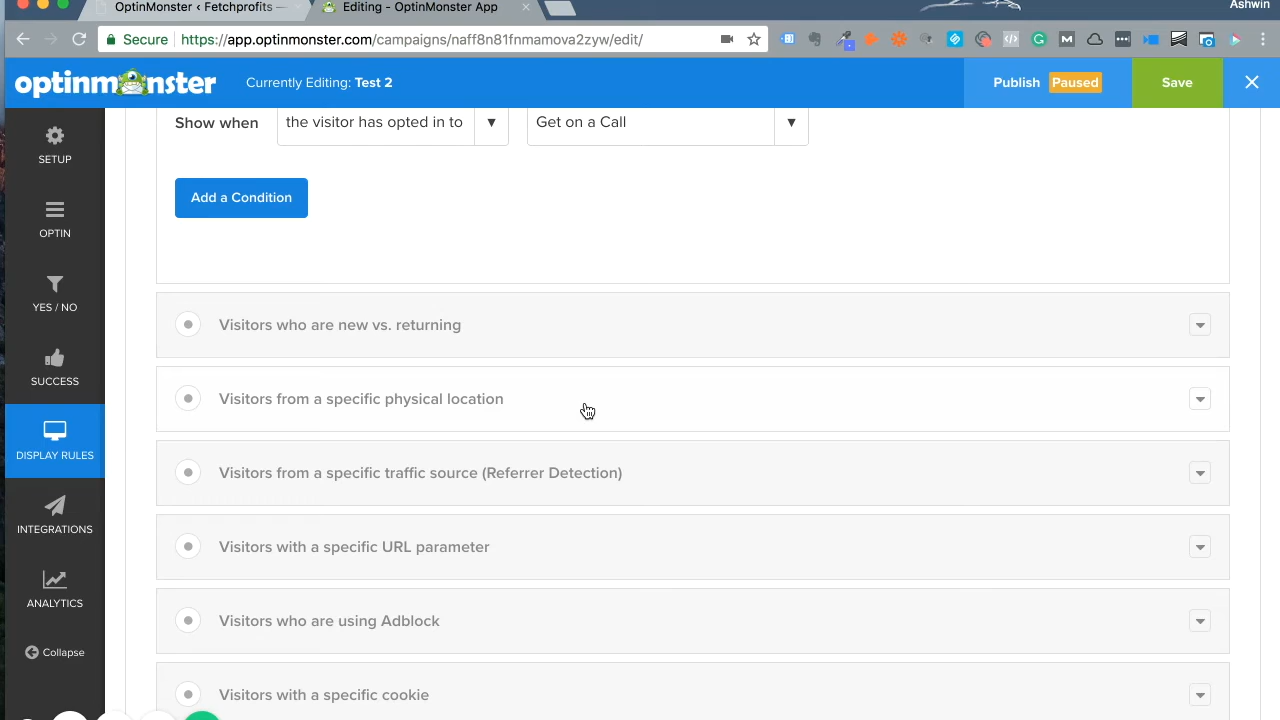 OptinMonster ‹ Fetchprofits
Editing - OptinMonster App
Ashwin
Secure https://app.optinmonster.com/campaigns/naff8n81fnmamova2zyw/edit/
optinmonster Currently Editing: Test 2 Publish Paused Save
SETUP
OPTIN
YES / NO
SUCCESS
DISPLAY RULES
INTEGRATIONS
ANALYTICS
Collapse
Show when the visitor has opted in to Get on a Call
Add a Condition
Visitors who are new vs. returning
Visitors from a specific physical location
Visitors from a specific traffic source (Referrer Detection)
Visitors with a specific URL parameter
Visitors who are using Adblock
Visitors with a specific cookie